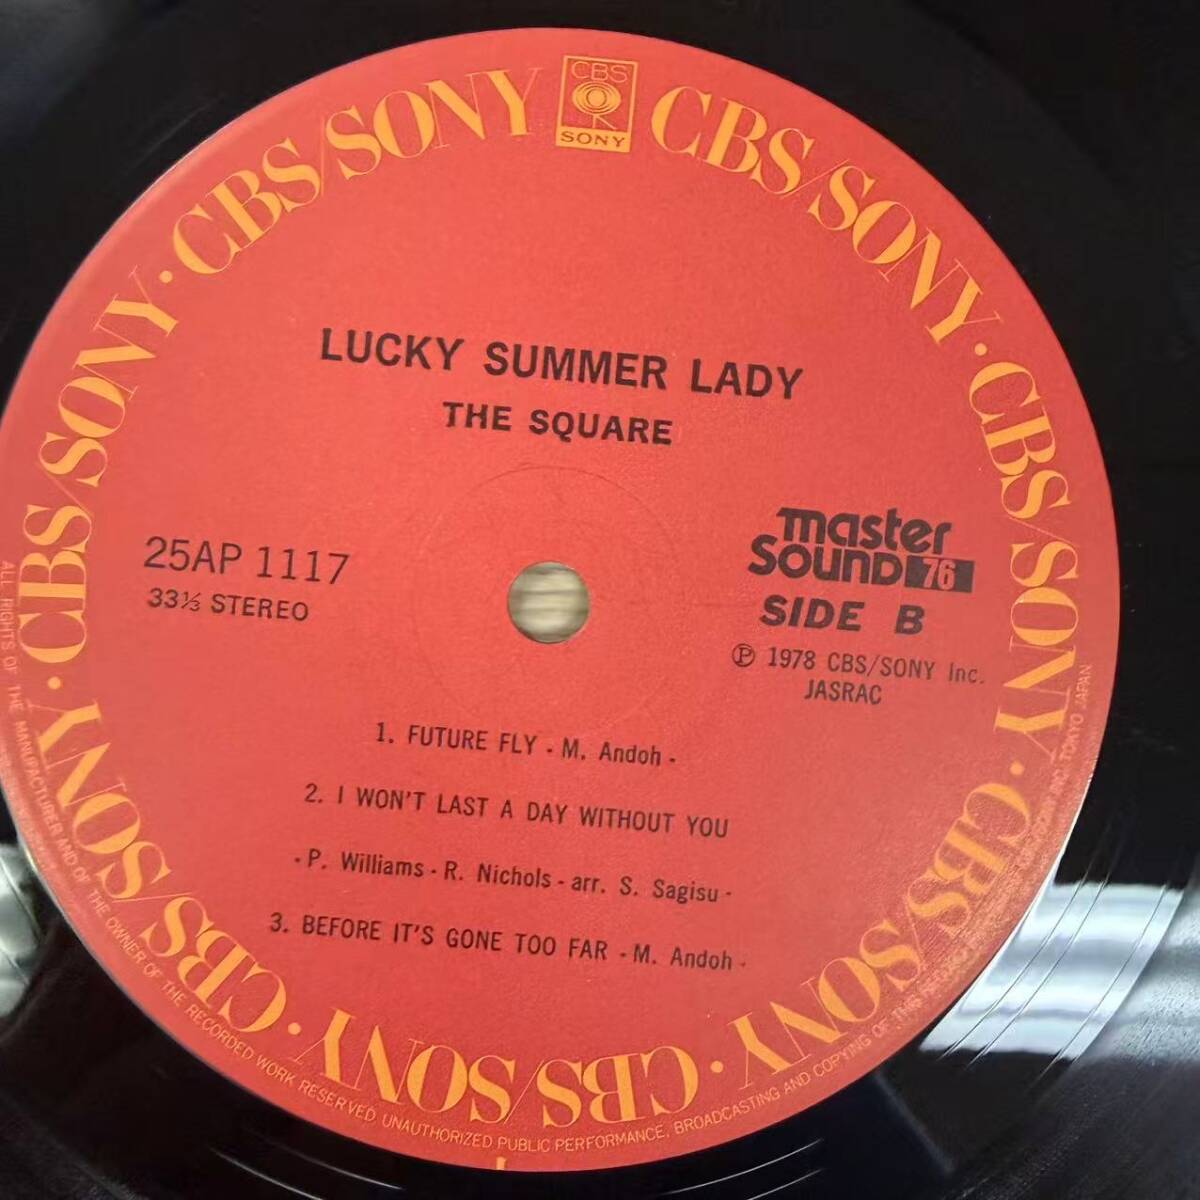 CBS
SONY
CBS/SONY · CBS/SONY · CBS/SONY · CBS/SONY · CBS/SONY · CBS/SONY · CBS/SONY · CBS/SONY · CBS/SONY
LUCKY SUMMER LADY
THE SQUARE
25AP 1117
33⅓ STEREO
master
Sound 76
SIDE B
Ⓟ 1978 CBS/SONY Inc.
JASRAC
1. FUTURE FLY - M. Andoh -
2. I WON'T LAST A DAY WITHOUT YOU
- P. Williams - R. Nichols - arr. S. Sagisu -
3. BEFORE IT'S GONE TOO FAR - M. Andoh -
ALL RIGHTS OF THE MANUFACTURER AND OF THE OWNER OF THE RECORDED WORK RESERVED UNAUTHORIZED PUBLIC PERFORMANCE, BROADCASTING AND COPYING OF THIS TOKYO JAPAN